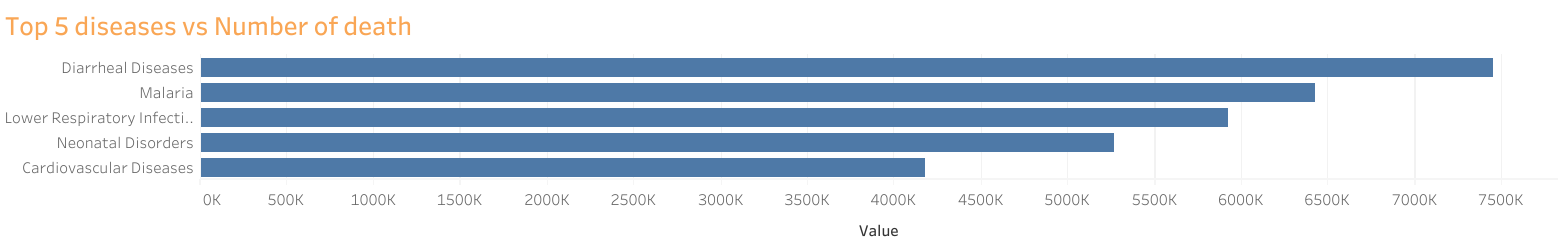 Top 5 diseases vs Number of death
Diarrheal Diseases
Malaria
Lower Respiratory Infecti..
Neonatal Disorders
Cardiovascular Diseases
0K 500K 1000K 1500K 2000K 2500K 3000K 3500K 4000K 4500K 5000K 5500K 6000K 6500K 7000K 7500K
Value